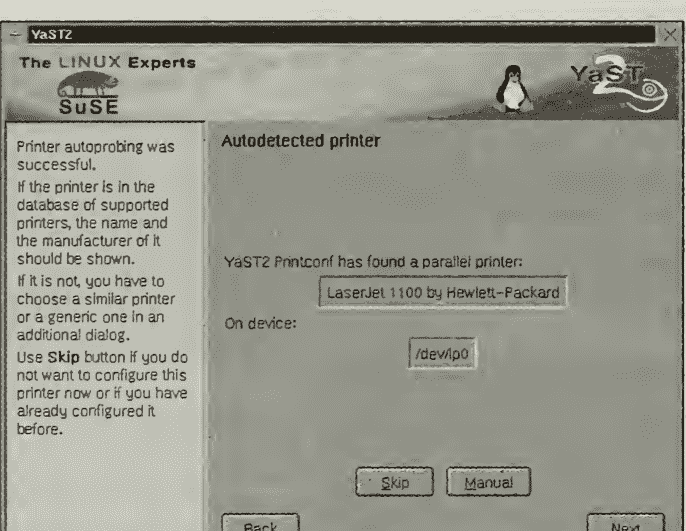 YaST2
The LINUX Experts
SuSE
YaST
2
Printer autoprobing was
successful.
If the printer is in the
database of supported
printers, the name and
the manufacturer of it
should be shown.
If it is not, you have to
choose a similar printer
or a generic one in an
additional dialog.
Use Skip button if you do
not want to configure this
printer now or if you have
already configured it
before.
Autodetected printer
YaST2 Printconf has found a parallel printer:
LaserJet 1100 by Hewlett-Packard
On device:
/dev/lp0
Skip
Manual
Back
Next